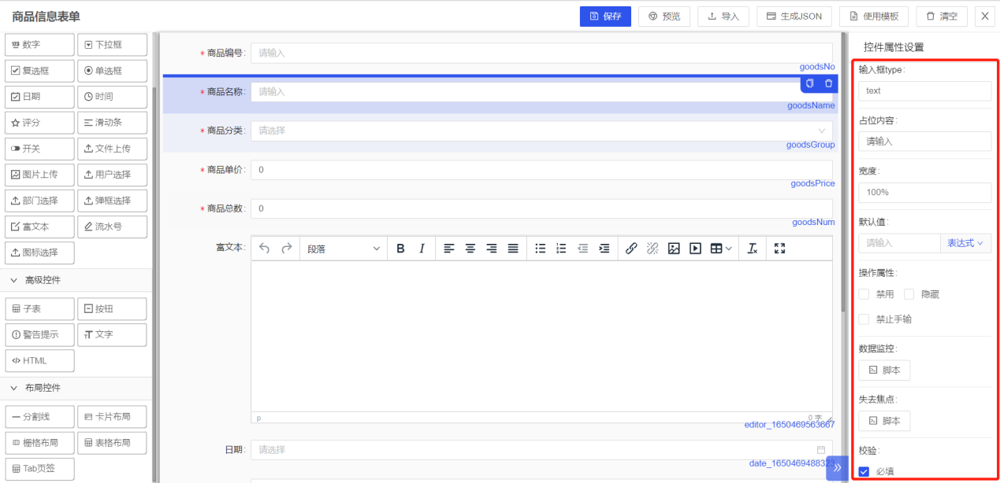 商品信息表单
保存
预览
导入
生成JSON
使用模板
清空
数字
下拉框
复选框
单选框
日期
时间
评分
滑动条
开关
文件上传
图片上传
用户选择
部门选择
弹框选择
富文本
流水号
图标选择
高级控件
子表
按钮
警告提示
文字
HTML
布局控件
分割线
卡片布局
栅格布局
表格布局
Tab页签
* 商品编号:
请输入
goodsNo
* 商品名称:
请输入
goodsName
* 商品分类:
请选择
goodsGroup
* 商品单价:
0
goodsPrice
* 商品总数:
0
goodsNum
富文本:
段落
B
I
p
0 字
editor_1650469563667
日期:
请选择
date_1650469488323
控件属性设置
输入框type:
text
占位内容:
请输入
宽度:
100%
默认值:
请输入
表达式
操作属性:
禁用
隐藏
禁止手输
数据监控:
脚本
失去焦点:
脚本
校验:
必填